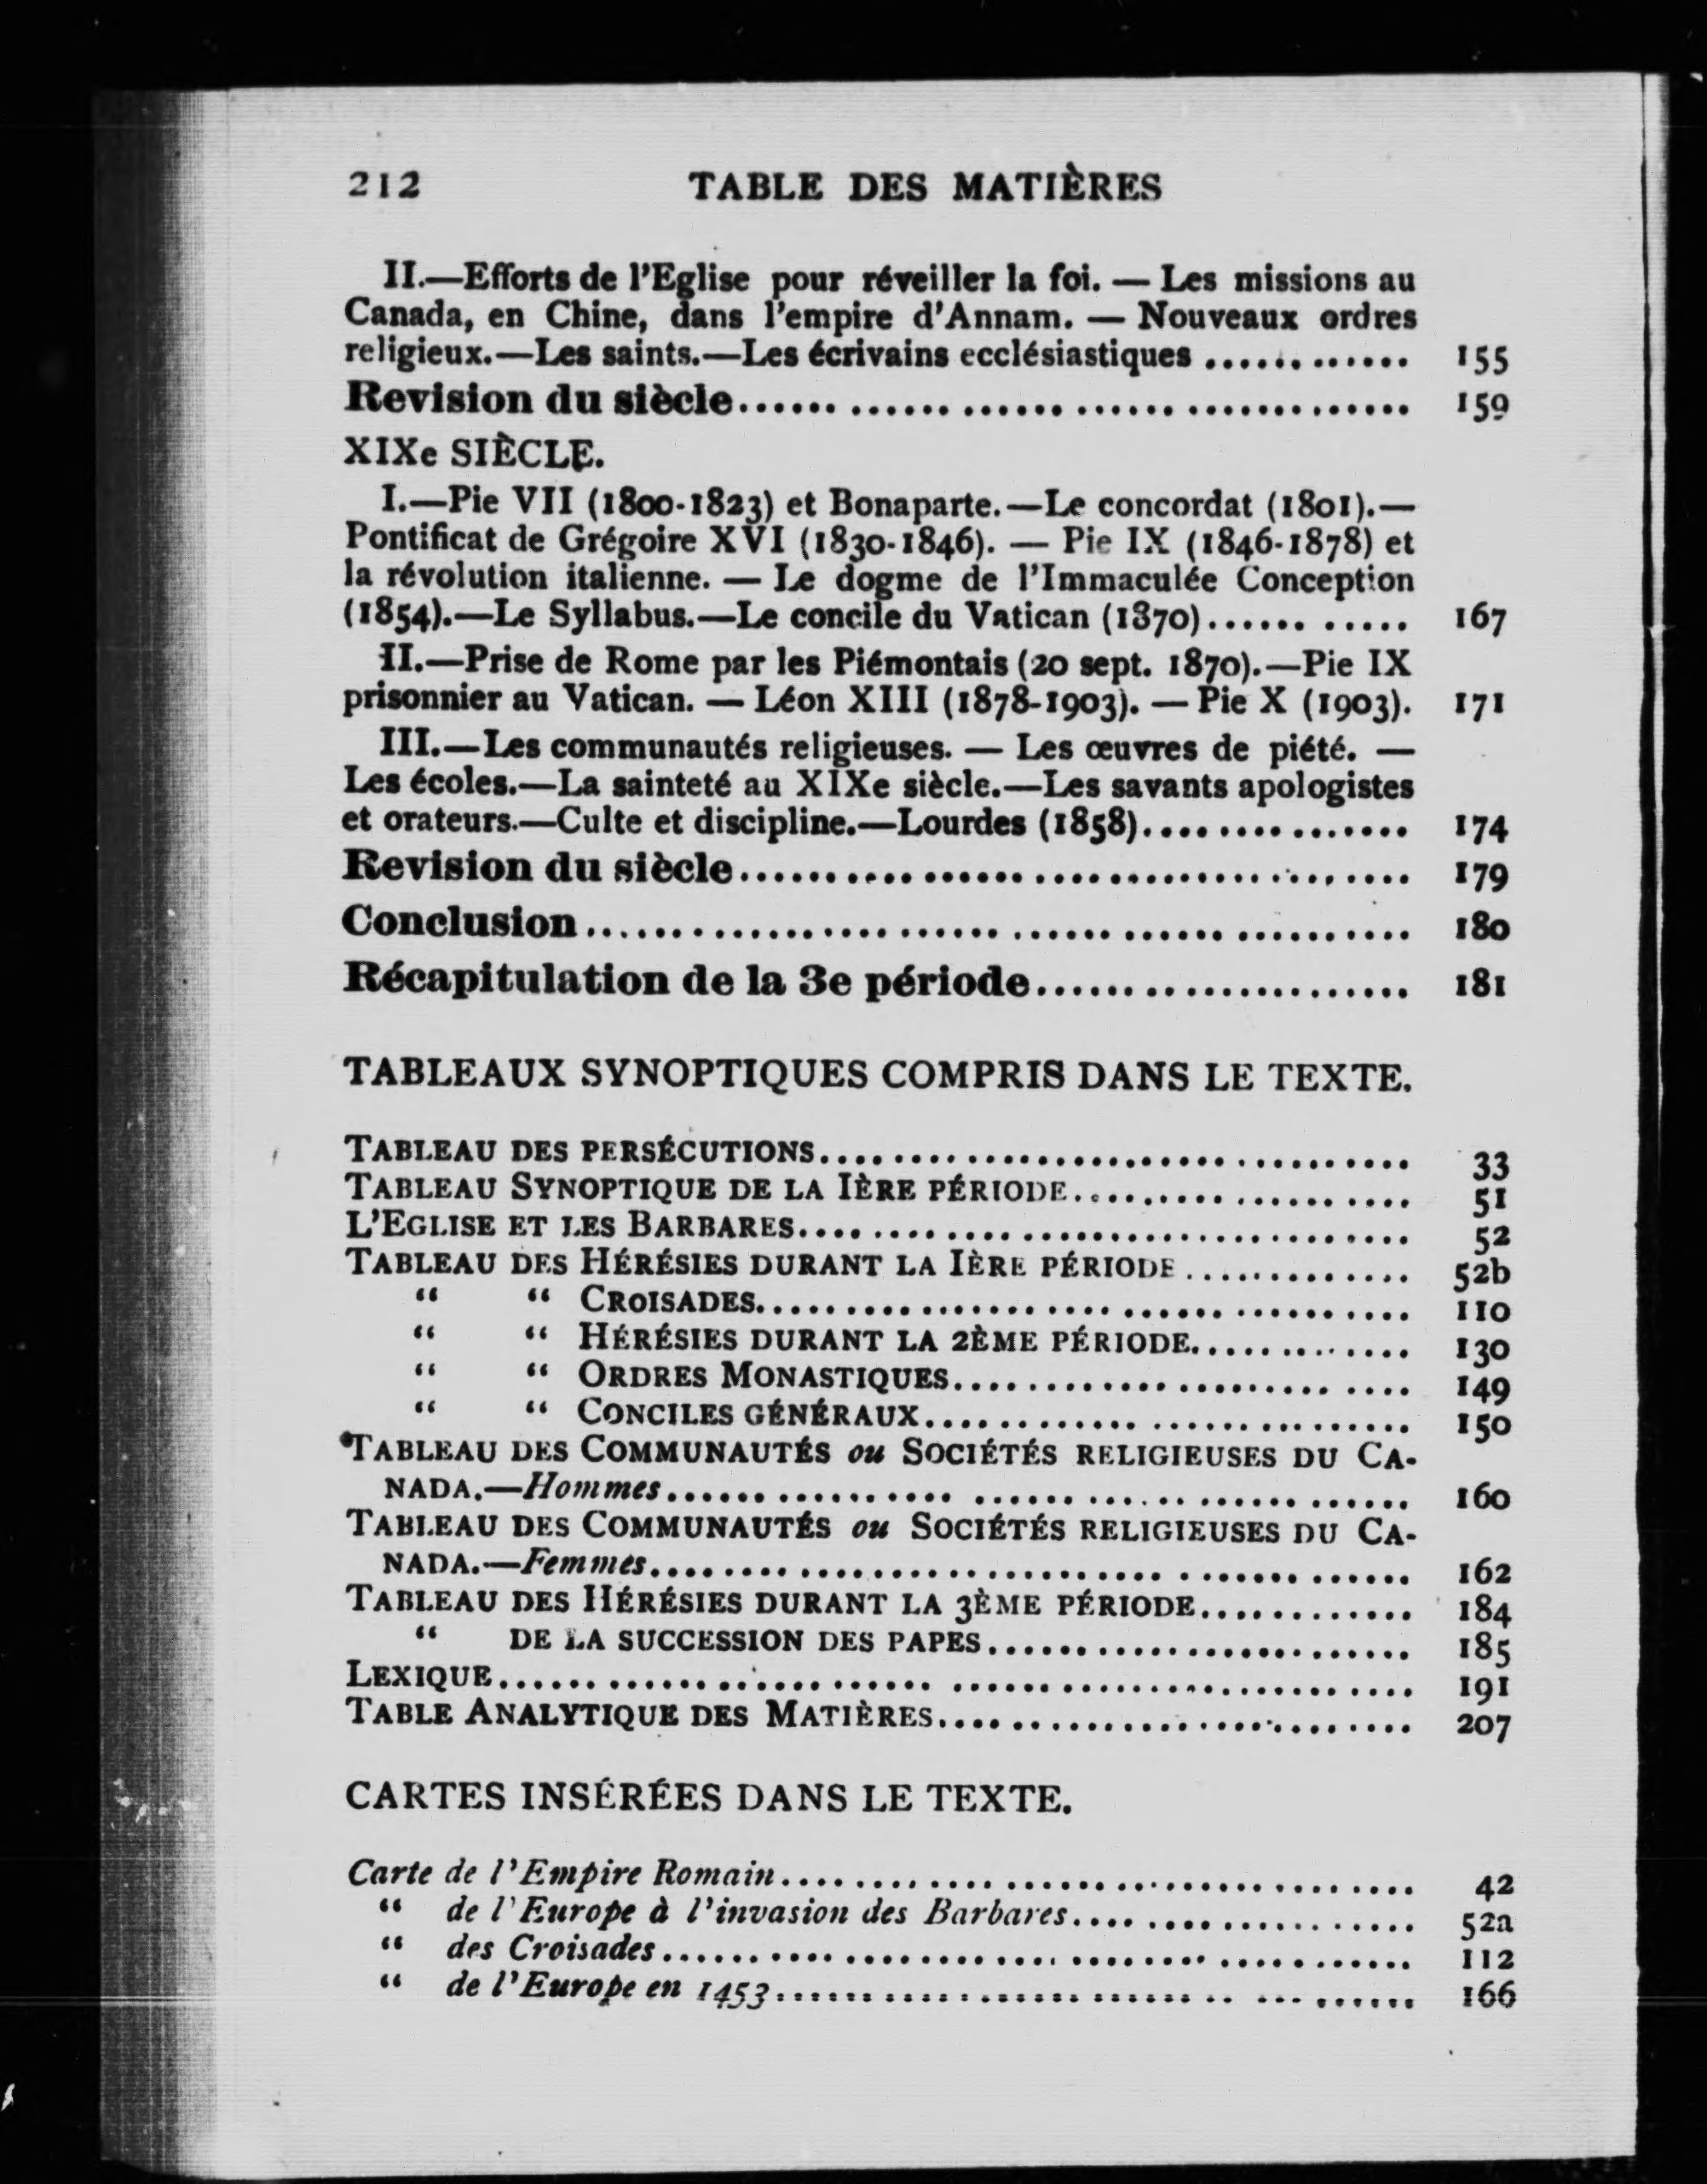 212 TABLE DES MATIÈRES
II.—Efforts de l'Eglise pour réveiller la foi. — Les missions au
Canada, en Chine, dans l'empire d'Annam. — Nouveaux ordres
religieux.—Les saints.—Les écrivains ecclésiastiques ............ 155
Revision du siècle.................................... 159
XIXe SIÈCLE.
I.—Pie VII (1800-1823) et Bonaparte.—Le concordat (1801).—
Pontificat de Grégoire XVI (1830-1846). — Pie IX (1846-1878) et
la révolution italienne. — Le dogme de l'Immaculée Conception
(1854).—Le Syllabus.—Le concile du Vatican (1870)........... 167
II.—Prise de Rome par les Piémontais (20 sept. 1870).—Pie IX
prisonnier au Vatican. — Léon XIII (1878-1903). — Pie X (1903). 171
III.—Les communautés religieuses. — Les œuvres de piété. —
Les écoles.—La sainteté au XIXe siècle.—Les savants apologistes
et orateurs.—Culte et discipline.—Lourdes (1858)............... 174
Revision du siècle.................................... 179
Conclusion............................................ 180
Récapitulation de la 3e période..................... 181
TABLEAUX SYNOPTIQUES COMPRIS DANS LE TEXTE.
TABLEAU DES PERSÉCUTIONS................................ 33
TABLEAU SYNOPTIQUE DE LA IÈRE PÉRIODE.................. 51
L'EGLISE ET LES BARBARES................................. 52
TABLEAU DES HÉRÉSIES DURANT LA IÈRE PÉRIODE ............. 52b
“ “ CROISADES.................................... 110
“ “ HÉRÉSIES DURANT LA 2ÈME PÉRIODE............. 130
“ “ ORDRES MONASTIQUES......................... 149
“ “ CONCILES GÉNÉRAUX.......................... 150
TABLEAU DES COMMUNAUTÉS ou SOCIÉTÉS RELIGIEUSES DU CA-
NADA.—Hommes........................................ 160
TABLEAU DES COMMUNAUTÉS ou SOCIÉTÉS RELIGIEUSES DU CA-
NADA.—Femmes......................................... 162
TABLEAU DES HÉRÉSIES DURANT LA 3ÈME PÉRIODE............ 184
“ DE LA SUCCESSION DES PAPES....................... 185
LEXIQUE.................................................. 191
TABLE ANALYTIQUE DES MATIÈRES.......................... 207
CARTES INSÉRÉES DANS LE TEXTE.
Carte de l'Empire Romain.................................. 42
“ de l'Europe à l'invasion des Barbares................... 52a
“ des Croisades........................................ 112
“ de l'Europe en 1453.................................. 166